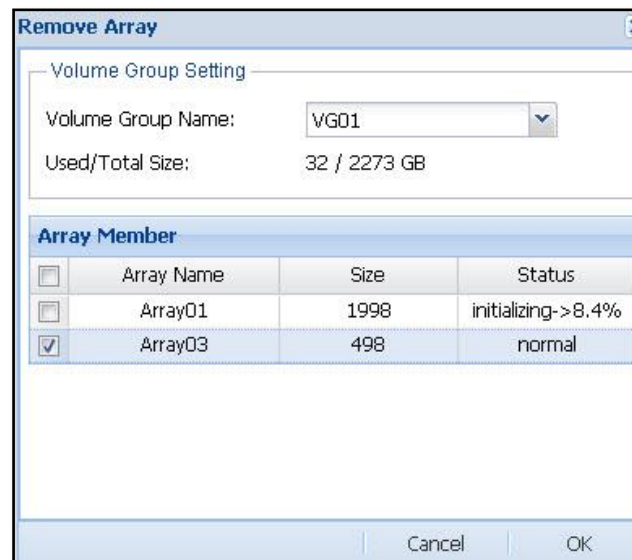 Remove Array
Volume Group Setting
Volume Group Name: VG01
Used/Total Size: 32 / 2273 GB
Array Member
Array Name Size Status
Array01 1998 initializing->8.4%
Array03 498 normal
Cancel OK